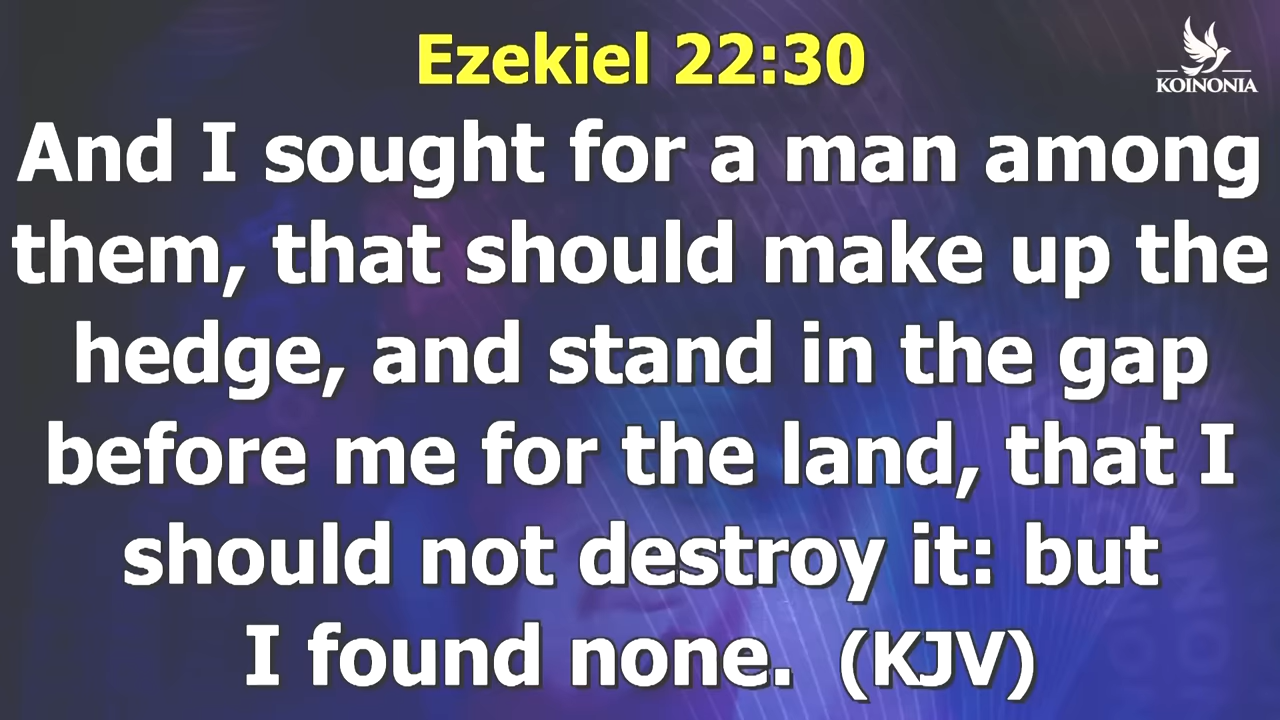 Ezekiel 22:30
KOINONIA
And I sought for a man among
them, that should make up the
hedge, and stand in the gap
before me for the land, that I
should not destroy it: but
I found none. (KJV)